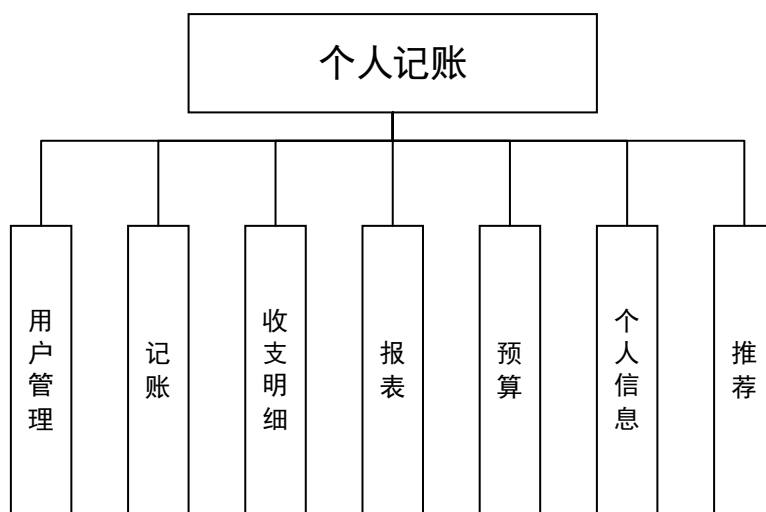 个人记账
用户管理
记账
收支明细
报表
预算
个人信息
推荐